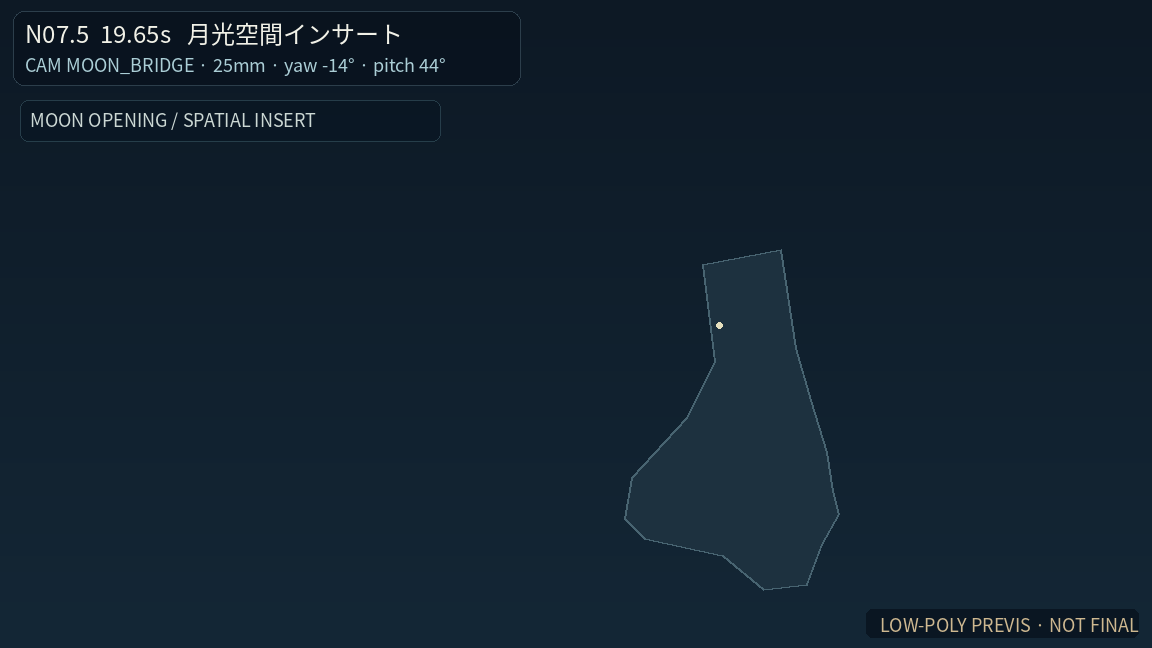 N07.5 19.65s 月光空間インサート
CAM MOON_BRIDGE · 25mm · yaw -14° · pitch 44°
MOON OPENING / SPATIAL INSERT
LOW-POLY PREVIS · NOT FINAL